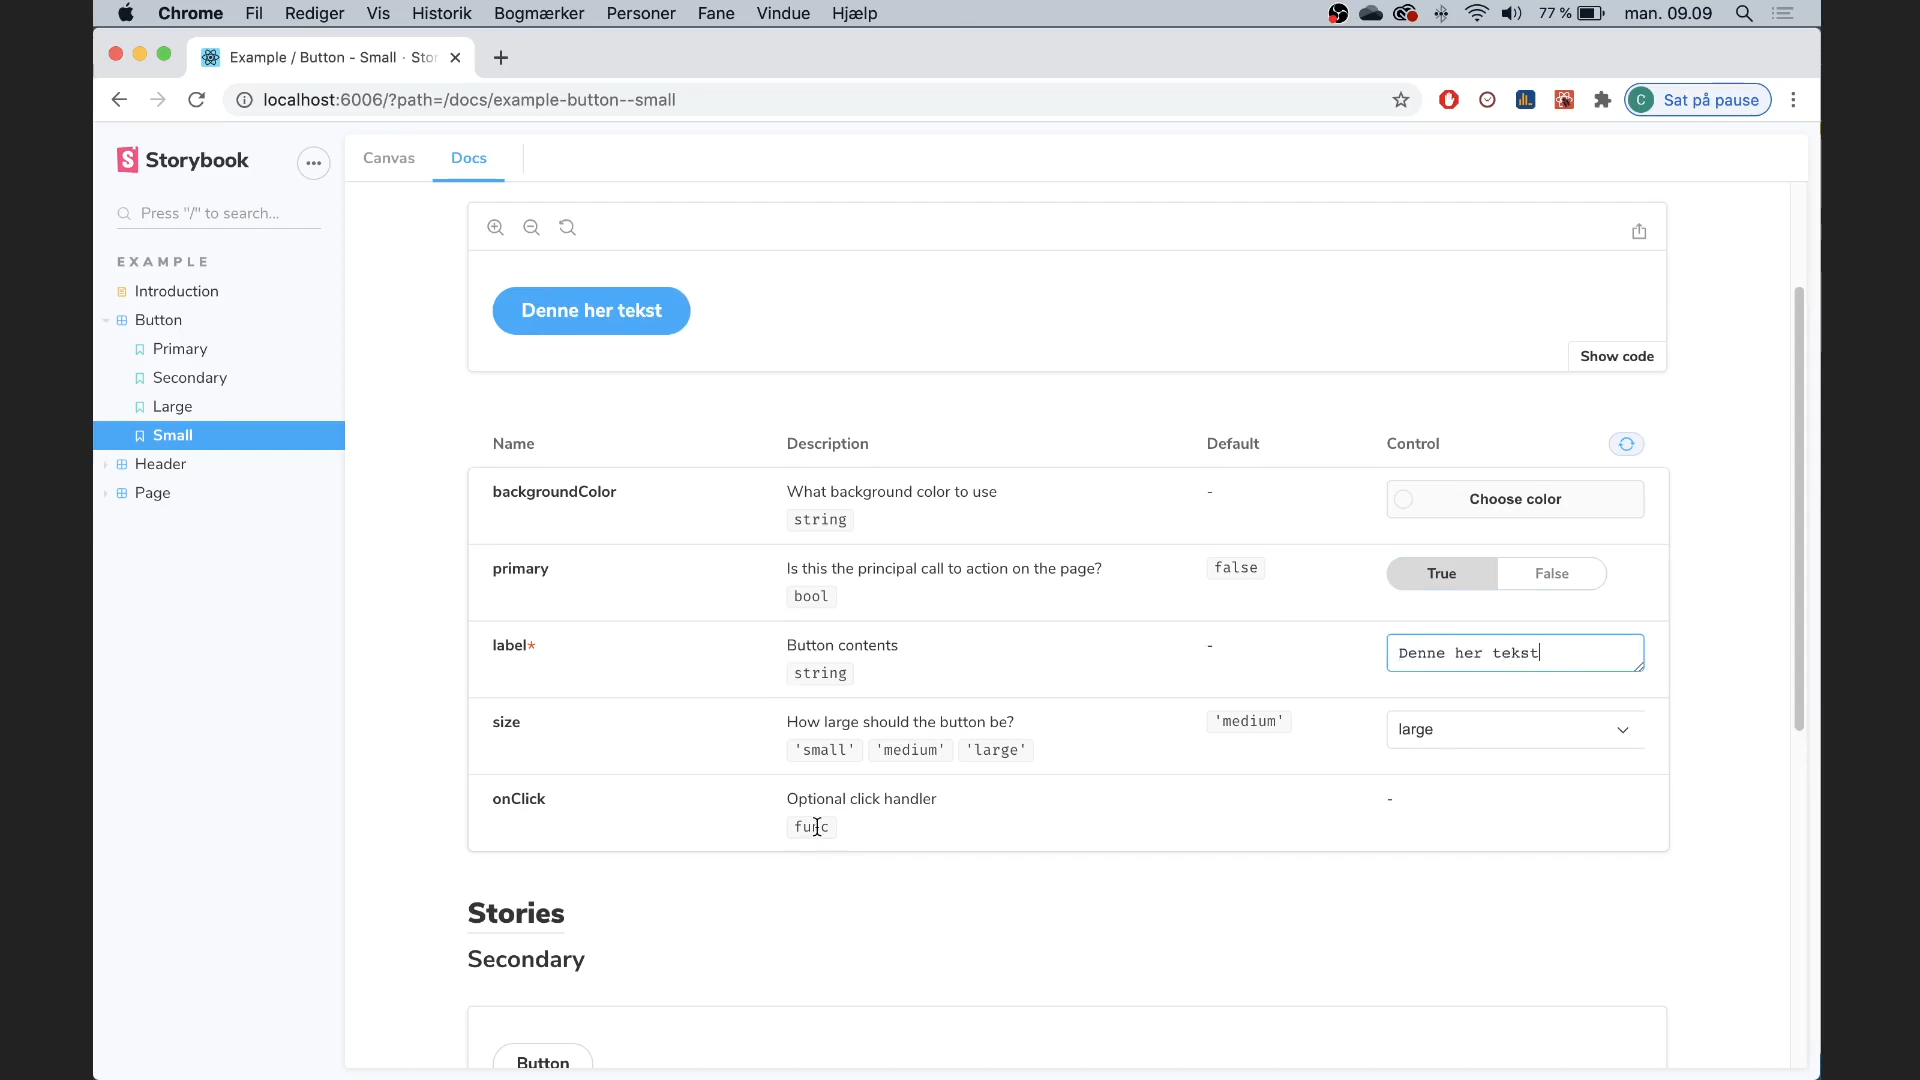 Chrome Fil Rediger Vis Historik Bogmærker Personer Fane Vindue Hjælp 77 % man. 09.09
Example / Button - Small · Stor
localhost:6006/?path=/docs/example-button--small
C Sat på pause
Storybook
Canvas Docs
Press "/" to search...
EXAMPLE
Introduction
Button
Primary
Secondary
Large
Small
Header
Page
Denne her tekst
Show code
Name Description Default Control
backgroundColor What background color to use - Choose color
string
primary Is this the principal call to action on the page? false True False
bool
label* Button contents - Denne her tekst
string
size How large should the button be? 'medium' large
'small' 'medium' 'large'
onClick Optional click handler -
func
Stories
Secondary
Button